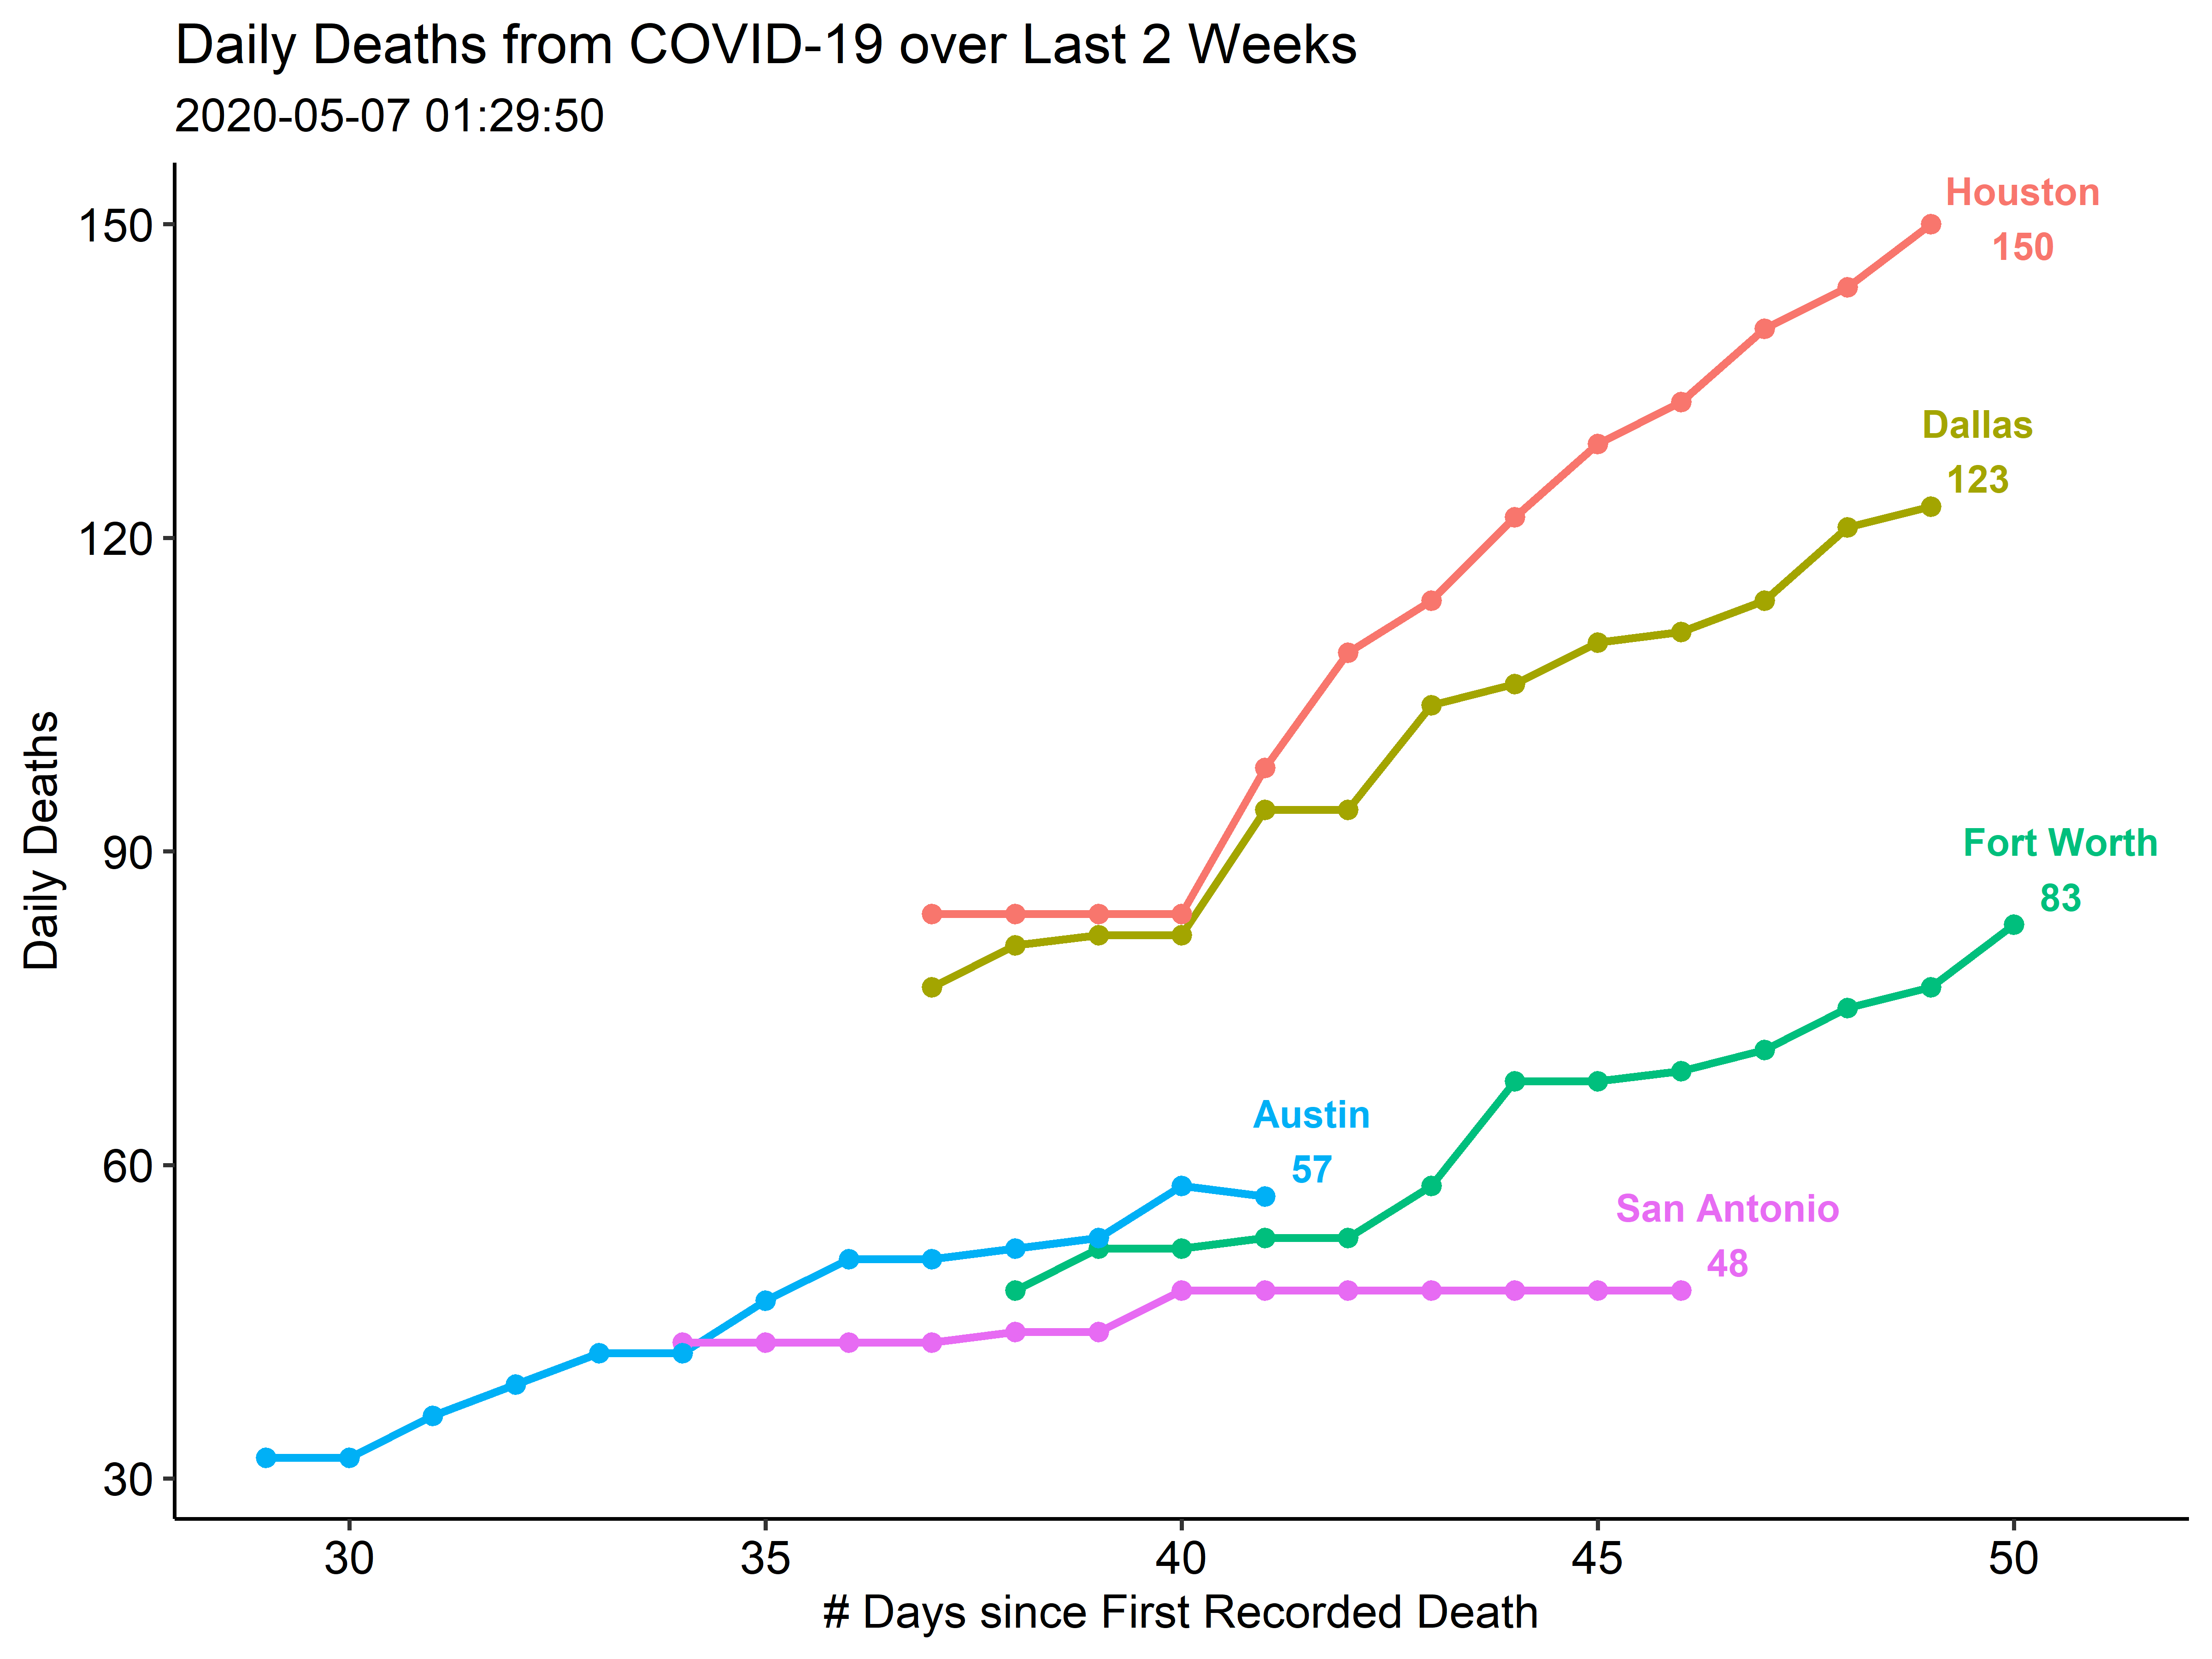 Daily Deaths from COVID-19 over Last 2 Weeks
2020-05-07 01:29:50
Daily Deaths
150
120
90
60
30
Houston
150
Dallas
123
Fort Worth
83
Austin
57
San Antonio
48
30 35 40 45 50
# Days since First Recorded Death